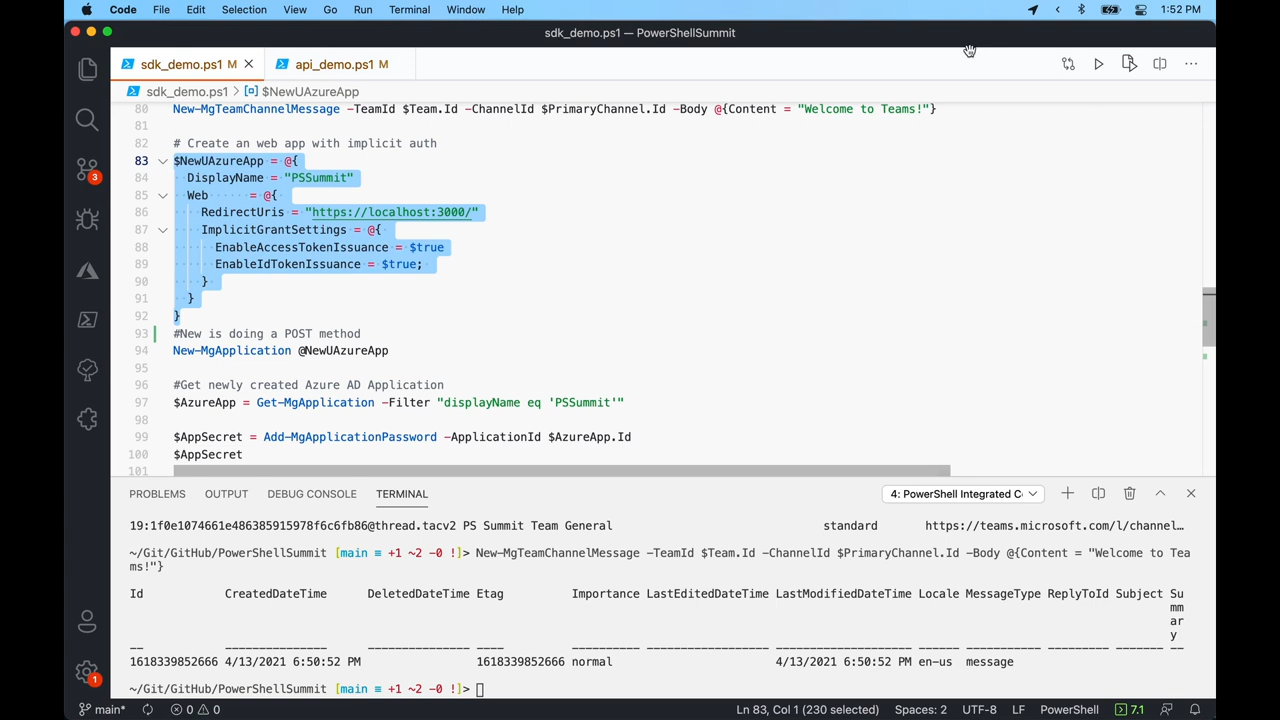 Code File Edit Selection View Go Run Terminal Window Help 1:52 PM
sdk_demo.ps1 — PowerShellSummit
sdk_demo.ps1 M api_demo.ps1 M
sdk_demo.ps1 > $NewUAzureApp
80 New-MgTeamChannelMessage -TeamId $Team.Id -ChannelId $PrimaryChannel.Id -Body @{Content = "Welcome to Teams!"}
81
82 # Create an web app with implicit auth
83 $NewUAzureApp = @{
84 DisplayName = "PSSummit"
85 Web = @{
86 RedirectUris = "https://localhost:3000/"
87 ImplicitGrantSettings = @{
88 EnableAccessTokenIssuance = $true
89 EnableIdTokenIssuance = $true;
90 }
91 }
92 }
93 #New is doing a POST method
94 New-MgApplication @NewUAzureApp
95
96 #Get newly created Azure AD Application
97 $AzureApp = Get-MgApplication -Filter "displayName eq 'PSSummit'"
98
99 $AppSecret = Add-MgApplicationPassword -ApplicationId $AzureApp.Id
100 $AppSecret
101
3
1
PROBLEMS OUTPUT DEBUG CONSOLE TERMINAL 4: PowerShell Integrated C
19:1f0e1074661e486385915978f6c6fb86@thread.tacv2 PS Summit Team General standard https://teams.microsoft.com/l/channel…
~/Git/GitHub/PowerShellSummit [main ≡ +1 ~2 -0 !]> New-MgTeamChannelMessage -TeamId $Team.Id -ChannelId $PrimaryChannel.Id -Body @{Content = "Welcome to Tea
ms!"}
Id CreatedDateTime DeletedDateTime Etag Importance LastEditedDateTime LastModifiedDateTime Locale MessageType ReplyToId Subject Su
mm
ar
y
-- --------------- --------------- ---- ---------- ------------------ -------------------- ------ ----------- --------- ------- --
1618339852666 4/13/2021 6:50:52 PM 1618339852666 normal 4/13/2021 6:50:52 PM en-us message
~/Git/GitHub/PowerShellSummit [main ≡ +1 ~2 -0 !]>
main* 0 0 Ln 83, Col 1 (230 selected) Spaces: 2 UTF-8 LF PowerShell 7.1